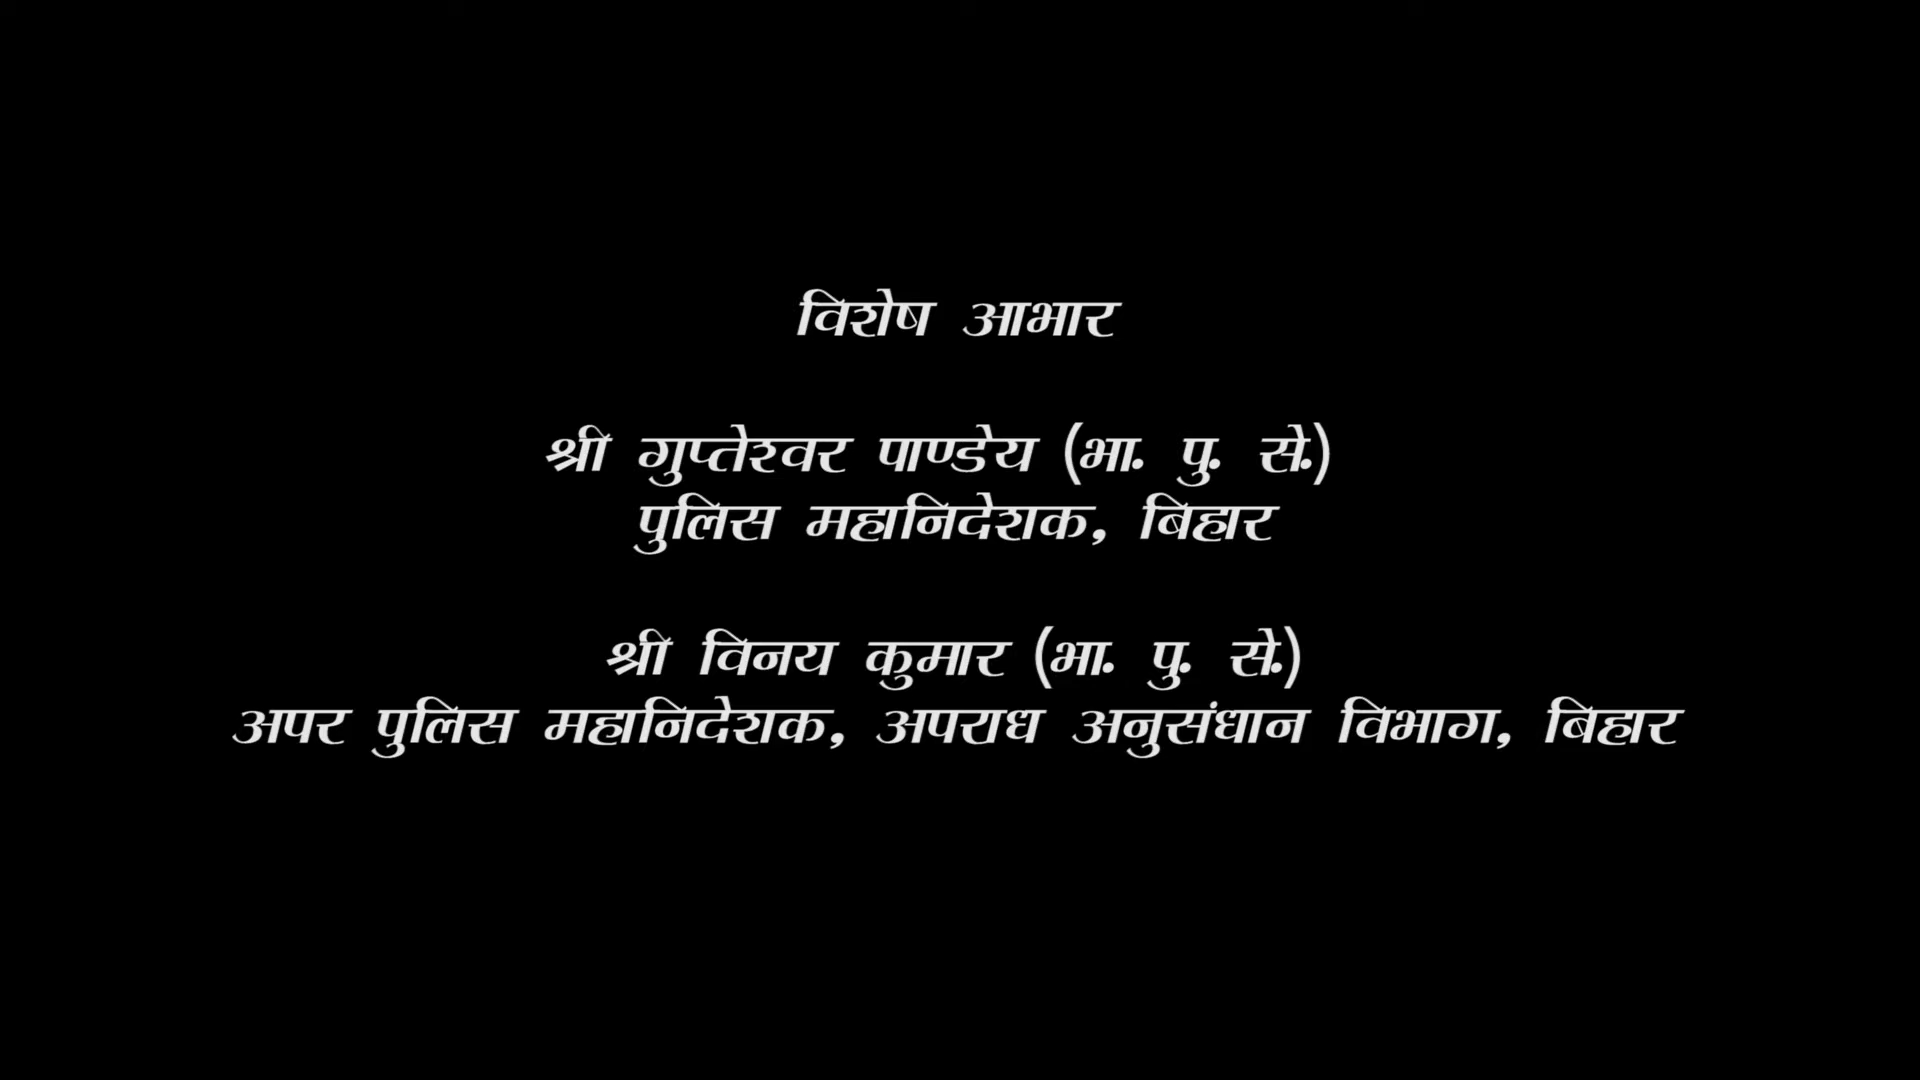 विशेष आभार
श्री गुप्तेश्वर पाण्डेय (भा. पु. से.)
पुलिस महानिदेशक, बिहार
श्री विनय कुमार (भा. पु. से.)
अपर पुलिस महानिदेशक, अपराध अनुसंधान विभाग, बिहार